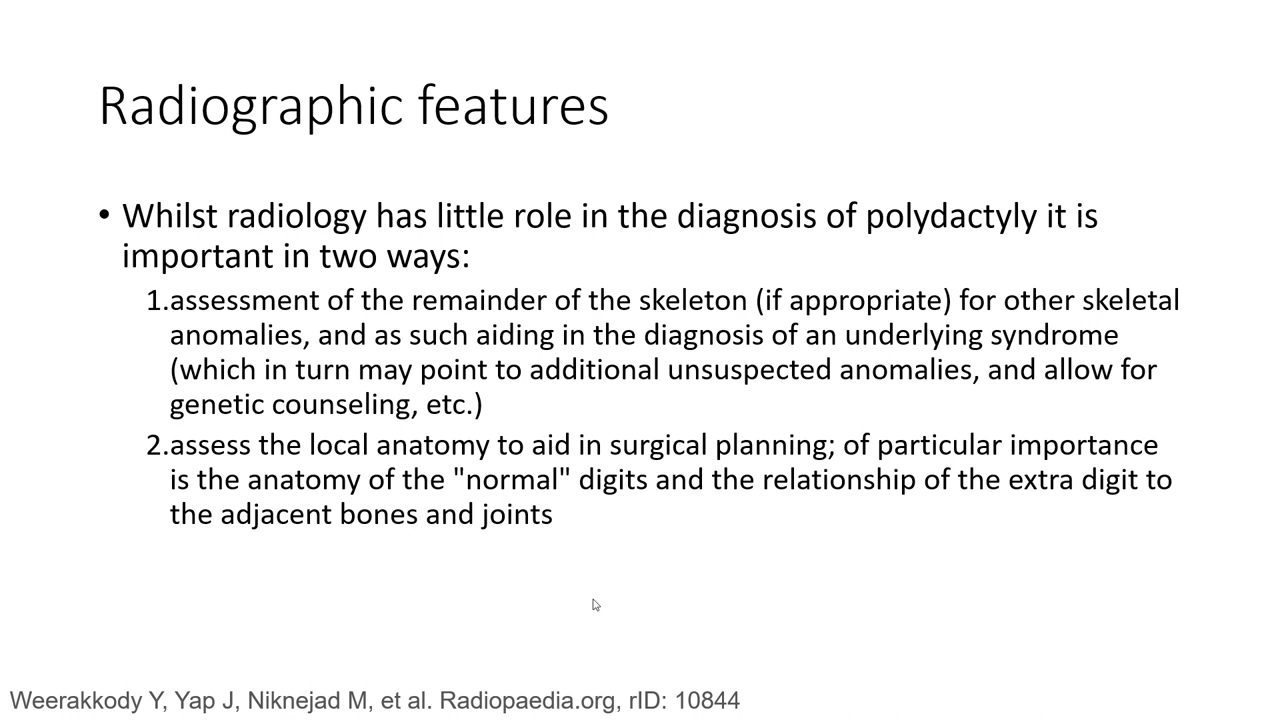 Radiographic features
• Whilst radiology has little role in the diagnosis of polydactyly it is
important in two ways:
1.assessment of the remainder of the skeleton (if appropriate) for other skeletal
anomalies, and as such aiding in the diagnosis of an underlying syndrome
(which in turn may point to additional unsuspected anomalies, and allow for
genetic counseling, etc.)
2.assess the local anatomy to aid in surgical planning; of particular importance
is the anatomy of the "normal" digits and the relationship of the extra digit to
the adjacent bones and joints
Weerakkody Y, Yap J, Niknejad M, et al. Radiopaedia.org, rID: 10844